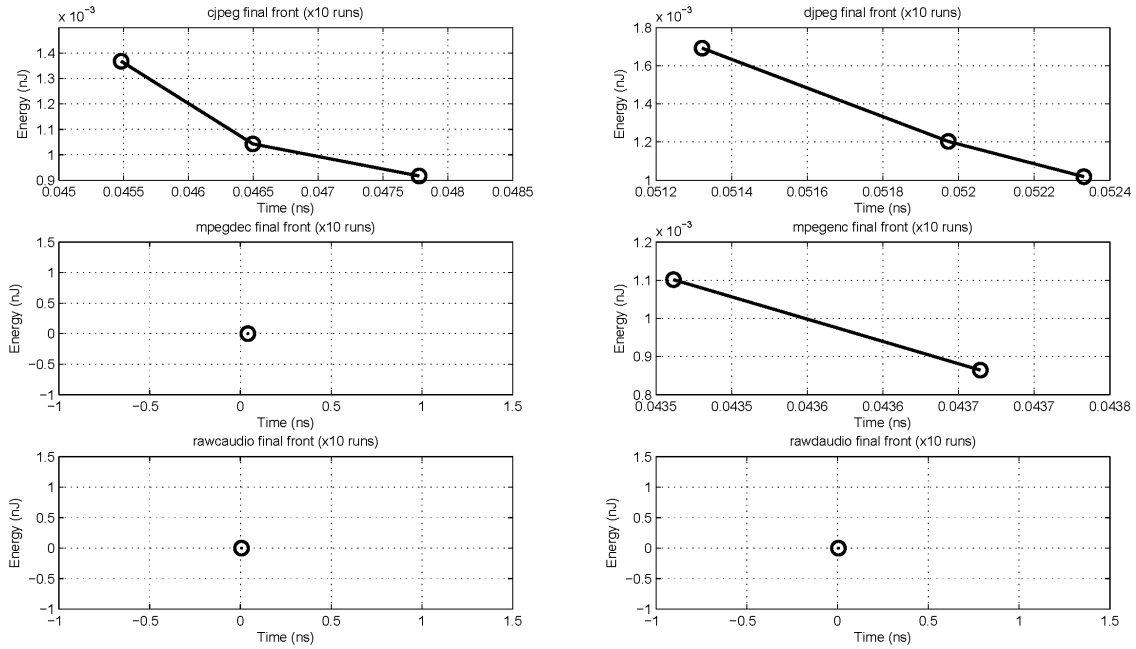 cjpeg final front (x10 runs)
x 10⁻³
1.4
1.3
1.2
1.1
1
0.9
Energy (nJ)
0.045 0.0455 0.046 0.0465 0.047 0.0475 0.048 0.0485
Time (ns)
djpeg final front (x10 runs)
x 10⁻³
1.8
1.6
1.4
1.2
1
Energy (nJ)
0.0512 0.0514 0.0516 0.0518 0.052 0.0522 0.0524
Time (ns)
mpegdec final front (x10 runs)
1.5
1
0.5
0
−0.5
−1
Energy (nJ)
−1 −0.5 0 0.5 1 1.5
Time (ns)
mpegenc final front (x10 runs)
x 10⁻³
1.2
1.1
1
0.9
0.8
Energy (nJ)
0.0435 0.0435 0.0436 0.0436 0.0437 0.0437 0.0438
Time (ns)
rawcaudio final front (x10 runs)
1.5
1
0.5
0
−0.5
−1
Energy (nJ)
−1 −0.5 0 0.5 1 1.5
Time (ns)
rawdaudio final front (x10 runs)
1.5
1
0.5
0
−0.5
−1
Energy (nJ)
−1 −0.5 0 0.5 1 1.5
Time (ns)